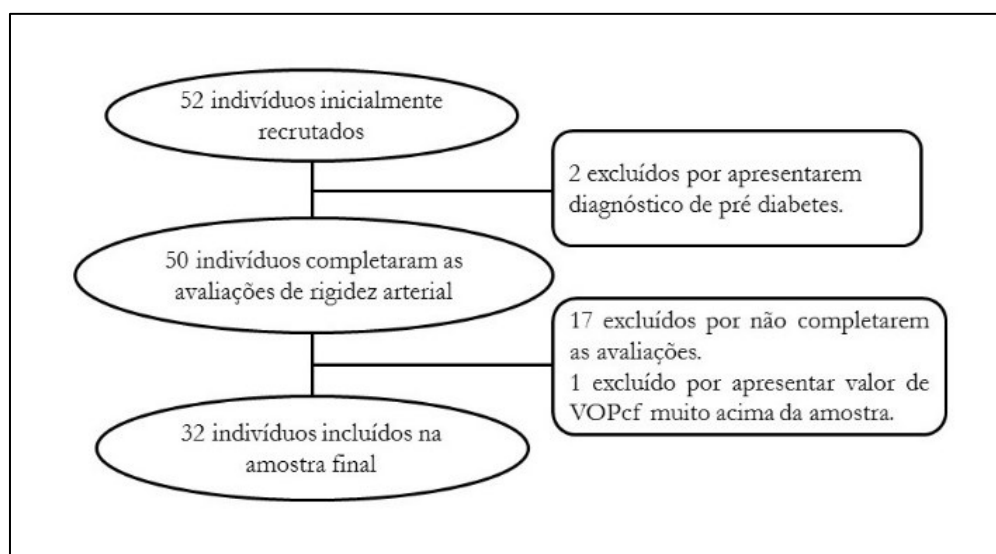 52 indivíduos inicialmente
recrutados
2 excluídos por apresentarem
diagnóstico de pré diabetes.
50 indivíduos completaram as
avaliações de rigidez arterial
17 excluídos por não completarem
as avaliações.
1 excluído por apresentar valor de
VOPcf muito acima da amostra.
32 indivíduos incluídos na
amostra final